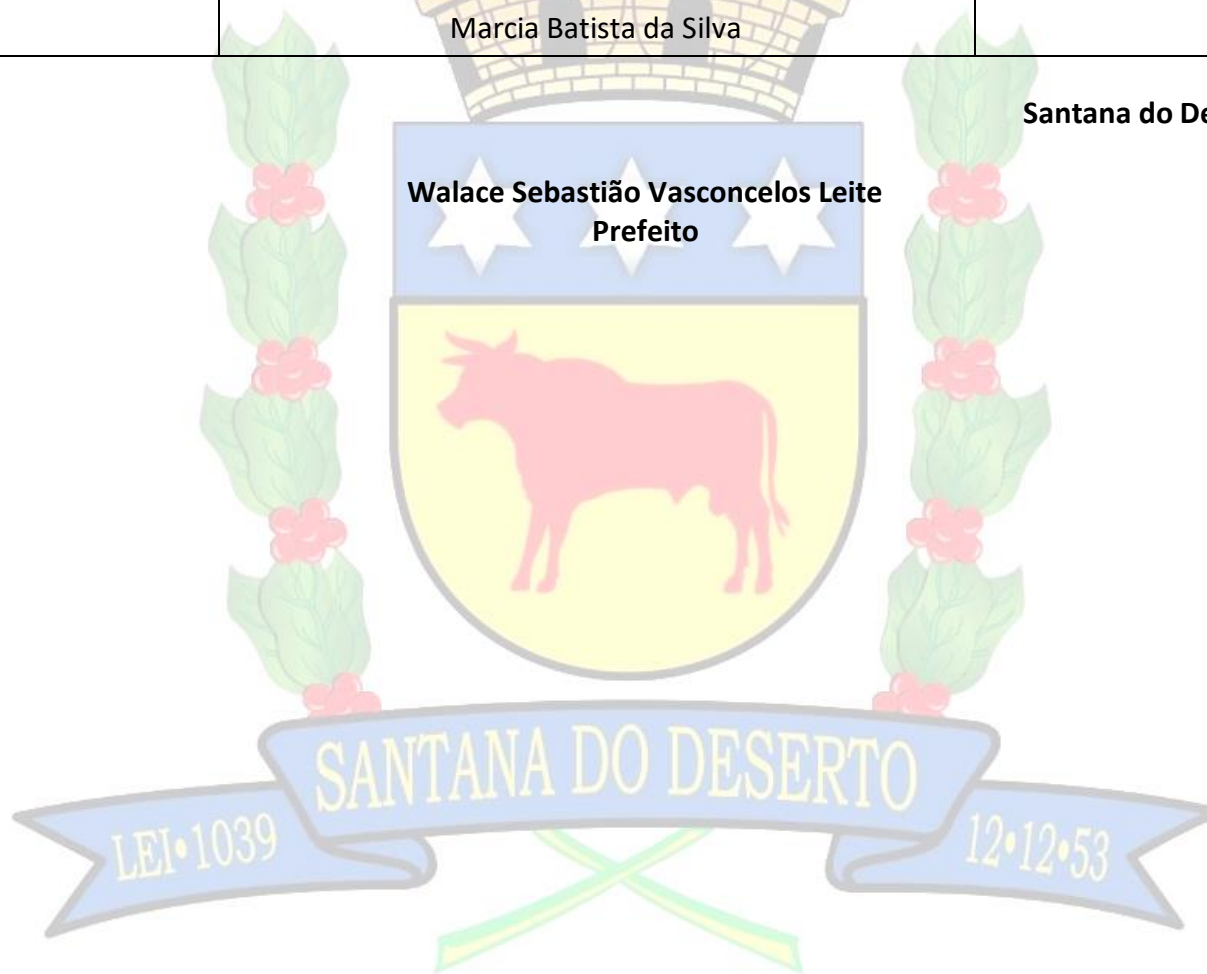 Marcia Batista da Silva
Santana do De
Walace Sebastião Vasconcelos Leite
Prefeito
SANTANA DO DESERTO
LEI•1039
12•12•53